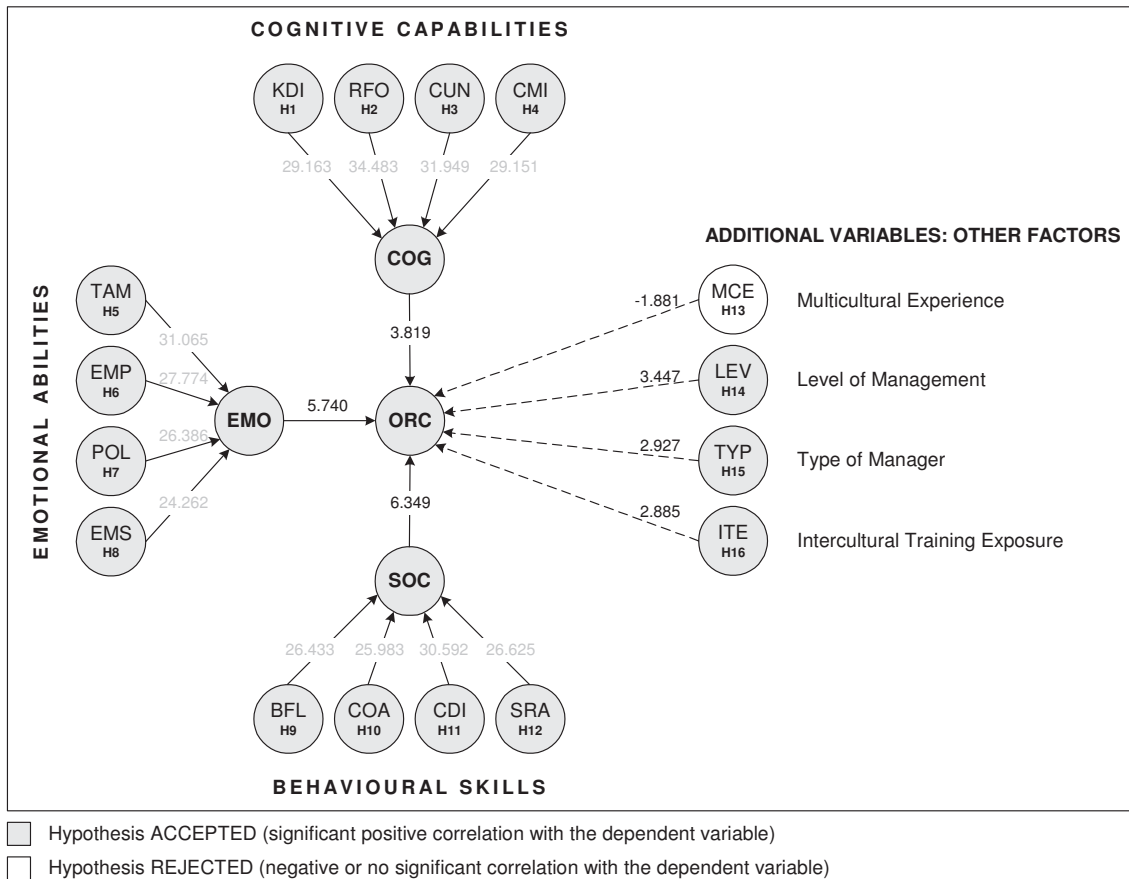 COGNITIVE CAPABILITIES
KDI
H1
RFO
H2
CUN
H3
CMI
H4
29.163
34.483
31.949
29.151
COG
3.819
EMOTIONAL ABILITIES
TAM
H5
EMP
H6
POL
H7
EMS
H8
31.065
27.774
26.386
24.262
EMO
5.740
ORC
6.349
SOC
26.433
25.983
30.592
26.625
BFL
H9
COA
H10
CDI
H11
SRA
H12
BEHAVIOURAL SKILLS
ADDITIONAL VARIABLES: OTHER FACTORS
-1.881
MCE
H13
Multicultural Experience
3.447
LEV
H14
Level of Management
2.927
TYP
H15
Type of Manager
2.885
ITE
H16
Intercultural Training Exposure
Hypothesis ACCEPTED (significant positive correlation with the dependent variable)
Hypothesis REJECTED (negative or no significant correlation with the dependent variable)